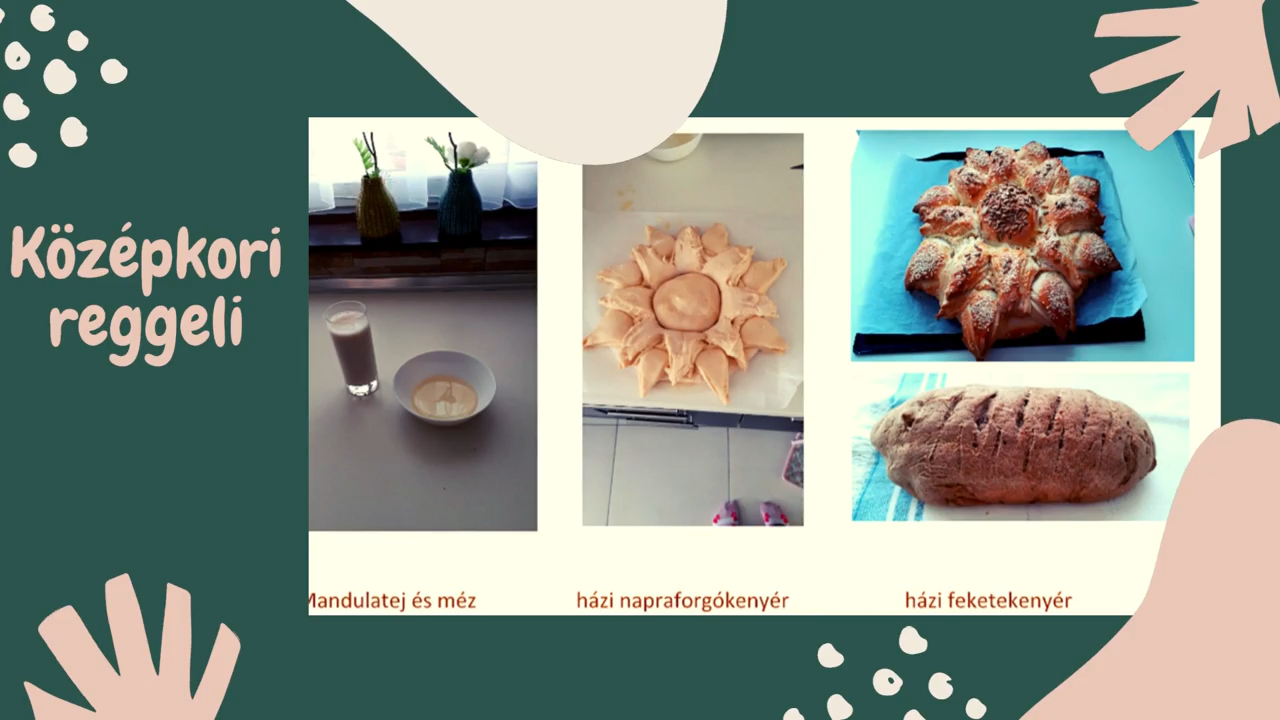 Középkori
reggeli
Mandulatej és méz
házi napraforgókenyér
házi feketekenyér